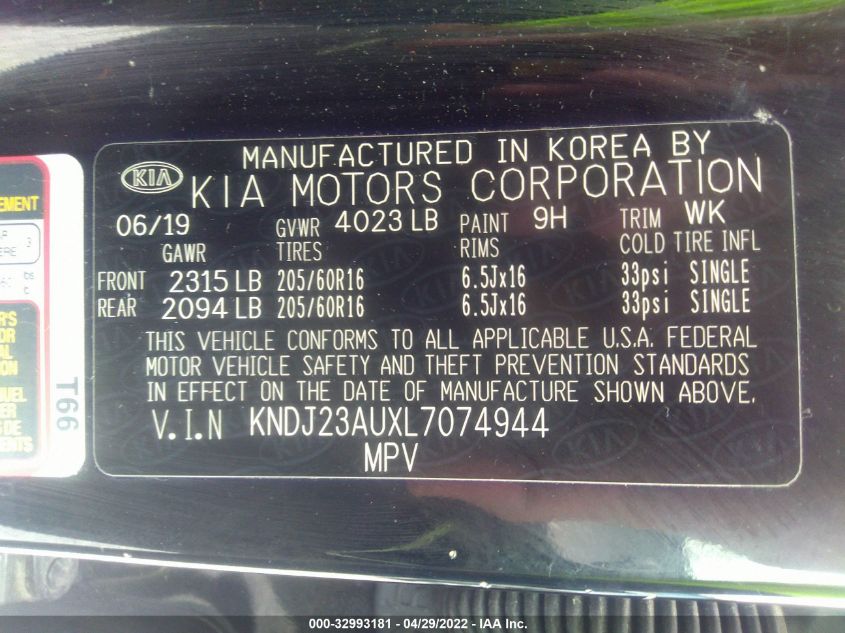 MANUFACTURED IN KOREA BY
KIA
KIA MOTORS CORPORATION
06/19 GVWR 4023 LB PAINT 9H TRIM WK
GAWR TIRES RIMS COLD TIRE INFL
FRONT 2315 LB 205/60R16 6.5Jx16 33psi SINGLE
REAR 2094 LB 205/60R16 6.5Jx16 33psi SINGLE
THIS VEHICLE CONFORMS TO ALL APPLICABLE U.S.A. FEDERAL
MOTOR VEHICLE SAFETY AND THEFT PREVENTION STANDARDS
IN EFFECT ON THE DATE OF MANUFACTURE SHOWN ABOVE.
V.I.N KNDJ23AUXL7074944
MPV
T66
000-32993181 - 04/29/2022 - www.iaai.com